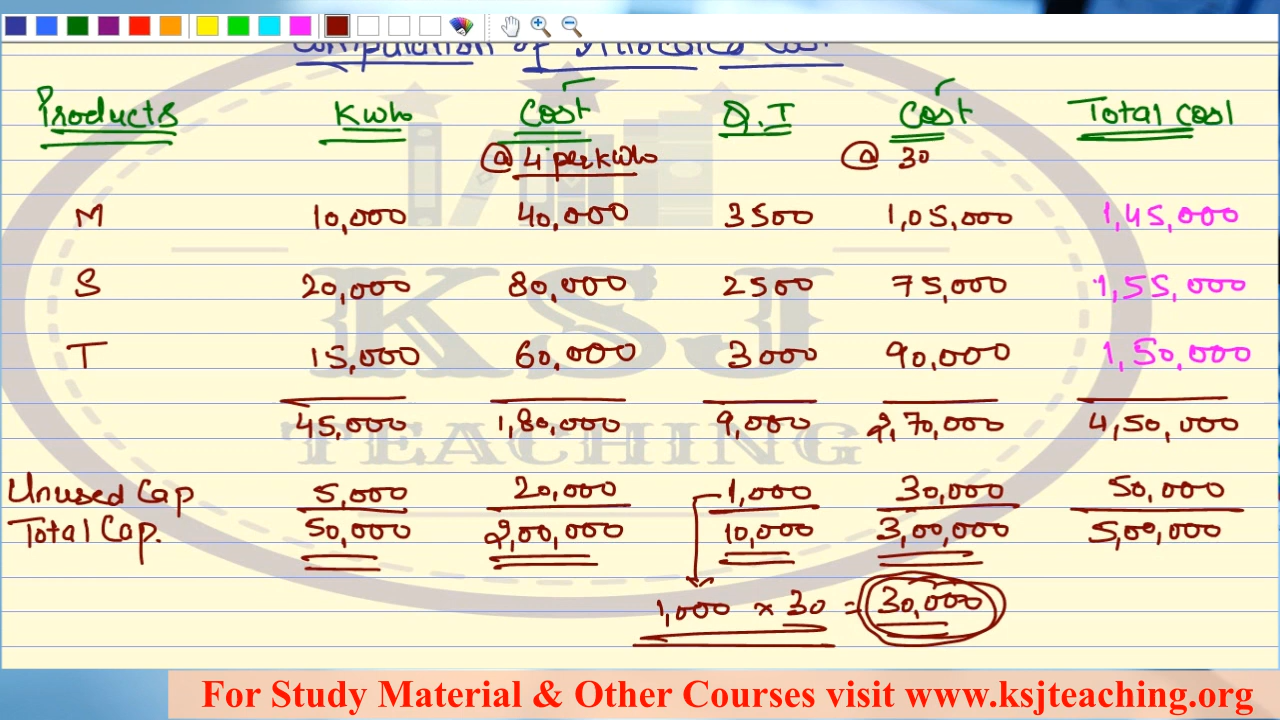 Computation of Allocated Cost
Products Kwh Cost Q.I Cost Total cost
@ 4 per kwh @ 30
M 10,000 40,000 3500 1,05,000 1,45,000
S 20,000 80,000 2500 75,000 1,55,000
T 15,000 60,000 3000 90,000 1,50,000
45,000 1,80,000 9,000 2,70,000 4,50,000
Unused Cap 5,000 20,000 1,000 30,000 50,000
Total Cap. 50,000 2,00,000 10,000 3,00,000 5,00,000
1,000 x 30 = 30,000
KSJ
TEACHING
For Study Material & Other Courses visit www.ksjteaching.org